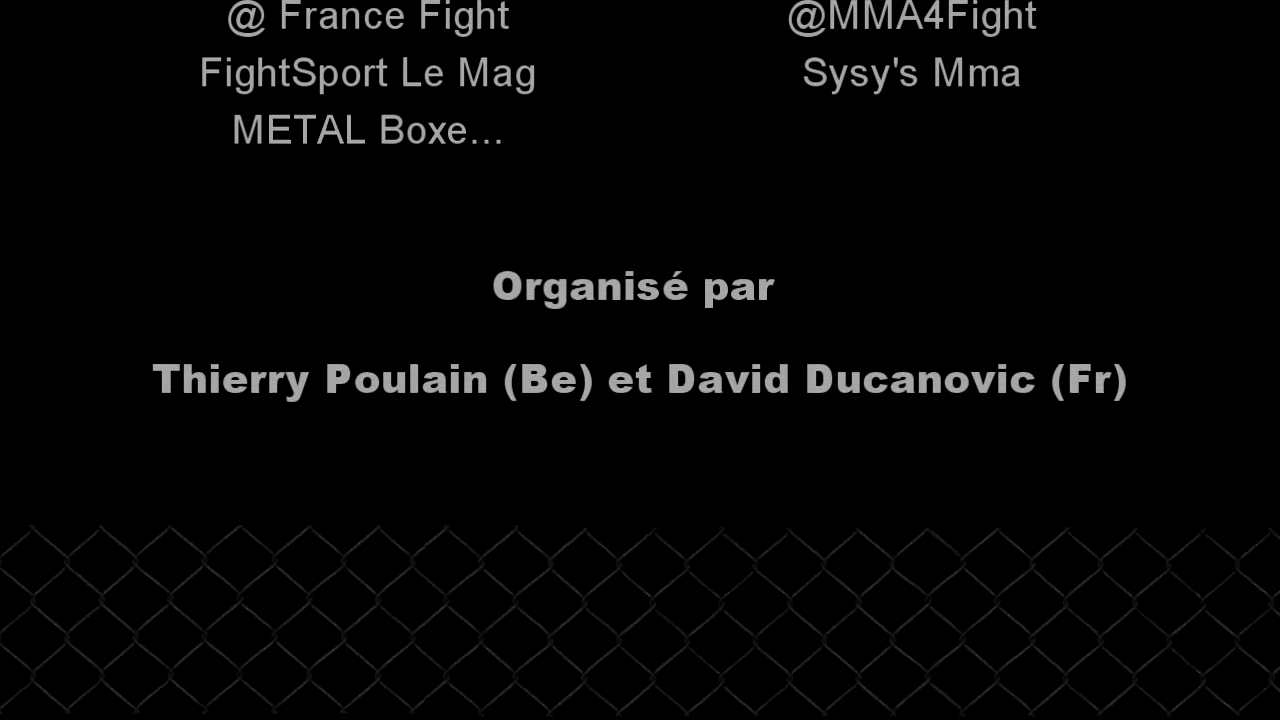 @ France Fight
FightSport Le Mag
METAL Boxe...
@MMA4Fight
Sysy's Mma
Organisé par
Thierry Poulain (Be) et David Ducanovic (Fr)